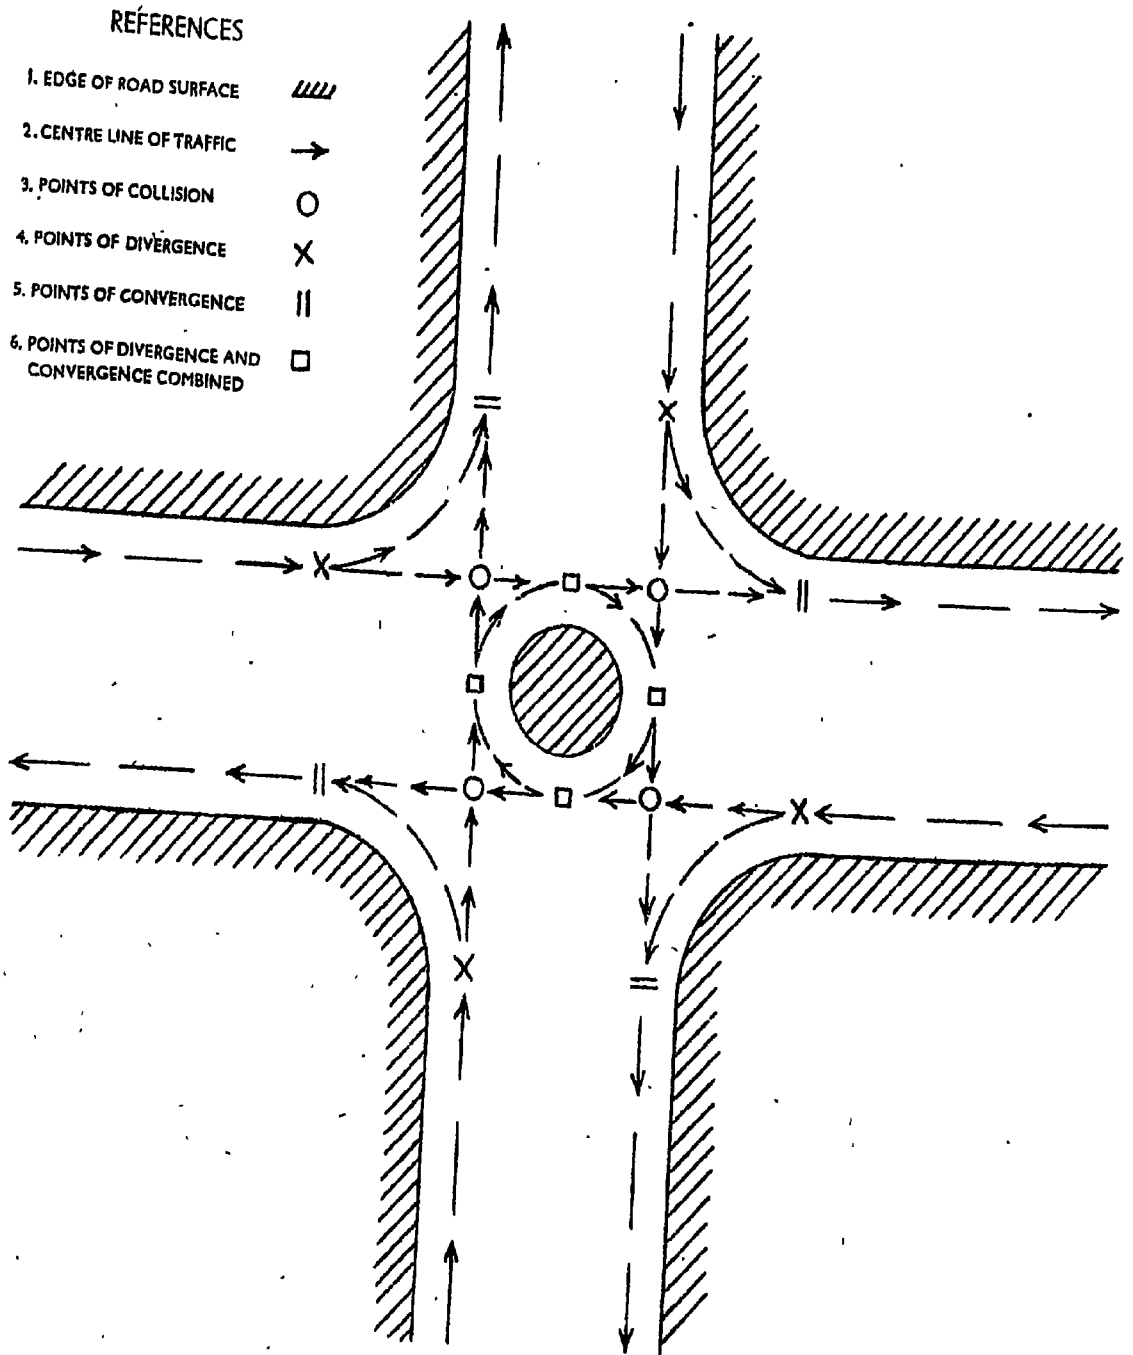 REFERENCES
1. EDGE OF ROAD SURFACE
2. CENTRE LINE OF TRAFFIC
3. POINTS OF COLLISION
4. POINTS OF DIVERGENCE
5. POINTS OF CONVERGENCE
6. POINTS OF DIVERGENCE AND
CONVERGENCE COMBINED